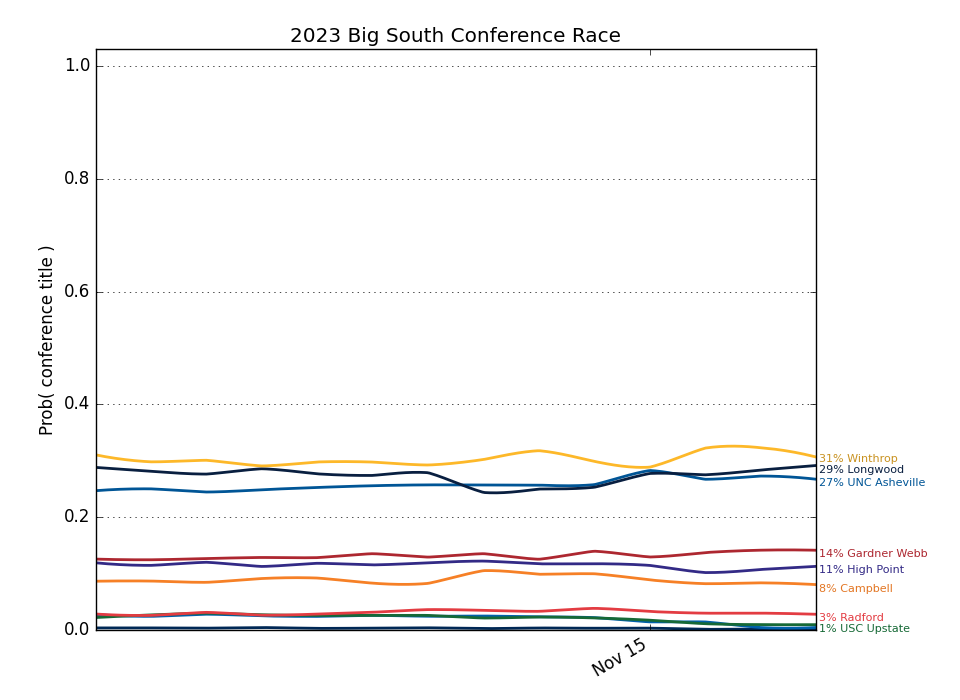 2023 Big South Conference Race
Prob( conference title )
1.0
0.8
0.6
0.4
0.2
0.0
Nov 15
31% Winthrop
29% Longwood
27% UNC Asheville
14% Gardner Webb
11% High Point
8% Campbell
3% Radford
1% USC Upstate